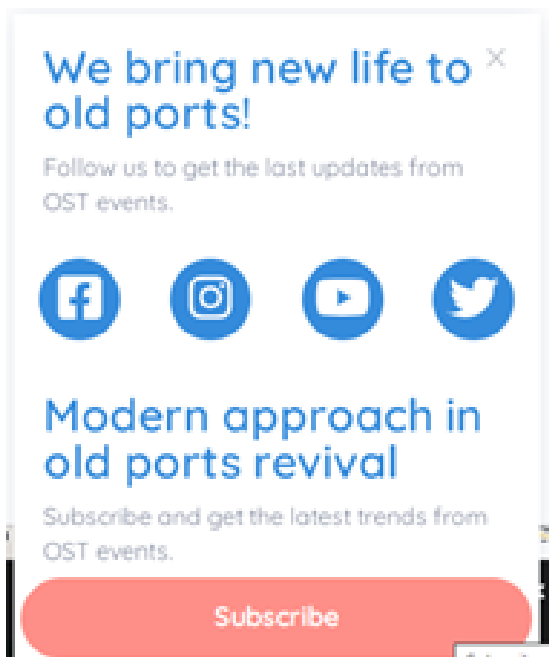 We bring new life to
old ports!
Follow us to get the last updates from
OST events.
Modern approach in
old ports revival
Subscribe and get the latest trends from
OST events.
Subscribe